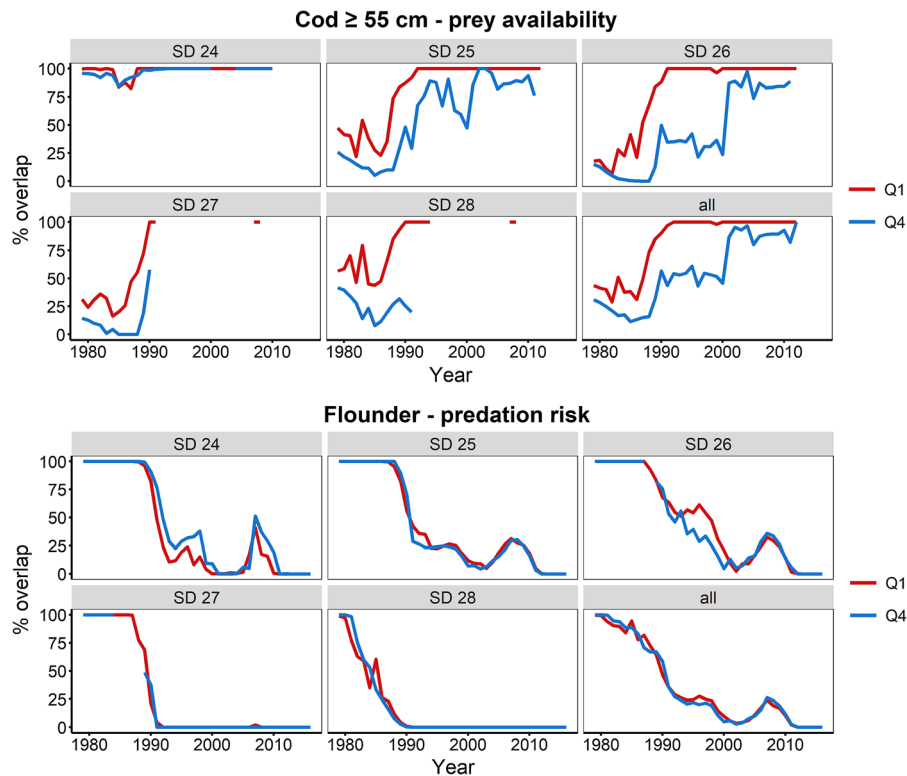 Cod ≥ 55 cm - prey availability
SD 24 SD 25 SD 26
100
75
50
25
0
SD 27 SD 28 all
100
75
50
25
0
% overlap
1980 1990 2000 2010 1980 1990 2000 2010 1980 1990 2000 2010
Year
Q1
Q4
Flounder - predation risk
SD 24 SD 25 SD 26
100
75
50
25
0
SD 27 SD 28 all
100
75
50
25
0
% overlap
1980 1990 2000 2010 1980 1990 2000 2010 1980 1990 2000 2010
Year
Q1
Q4